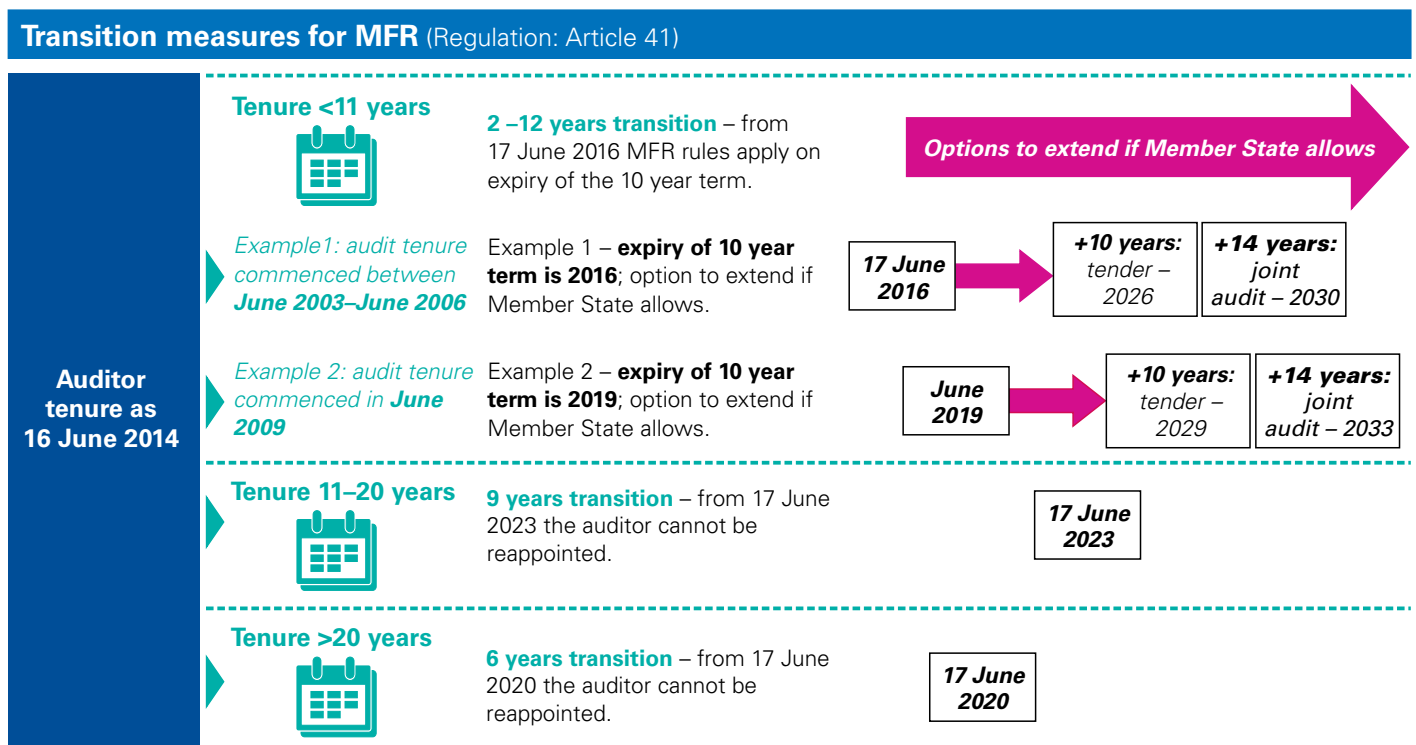 Transition measures for MFR (Regulation: Article 41)
Auditor
tenure as
16 June 2014
Tenure <11 years
2 –12 years transition – from
17 June 2016 MFR rules apply on
expiry of the 10 year term.
Options to extend if Member State allows
Example1: audit tenure
commenced between
June 2003–June 2006
Example 1 – expiry of 10 year
term is 2016; option to extend if
Member State allows.
17 June
2016
+10 years:
tender –
2026
+14 years:
joint
audit – 2030
Example 2: audit tenure
commenced in June
2009
Example 2 – expiry of 10 year
term is 2019; option to extend if
Member State allows.
June
2019
+10 years:
tender –
2029
+14 years:
joint
audit – 2033
Tenure 11–20 years
9 years transition – from 17 June
2023 the auditor cannot be
reappointed.
17 June
2023
Tenure >20 years
6 years transition – from 17 June
2020 the auditor cannot be
reappointed.
17 June
2020